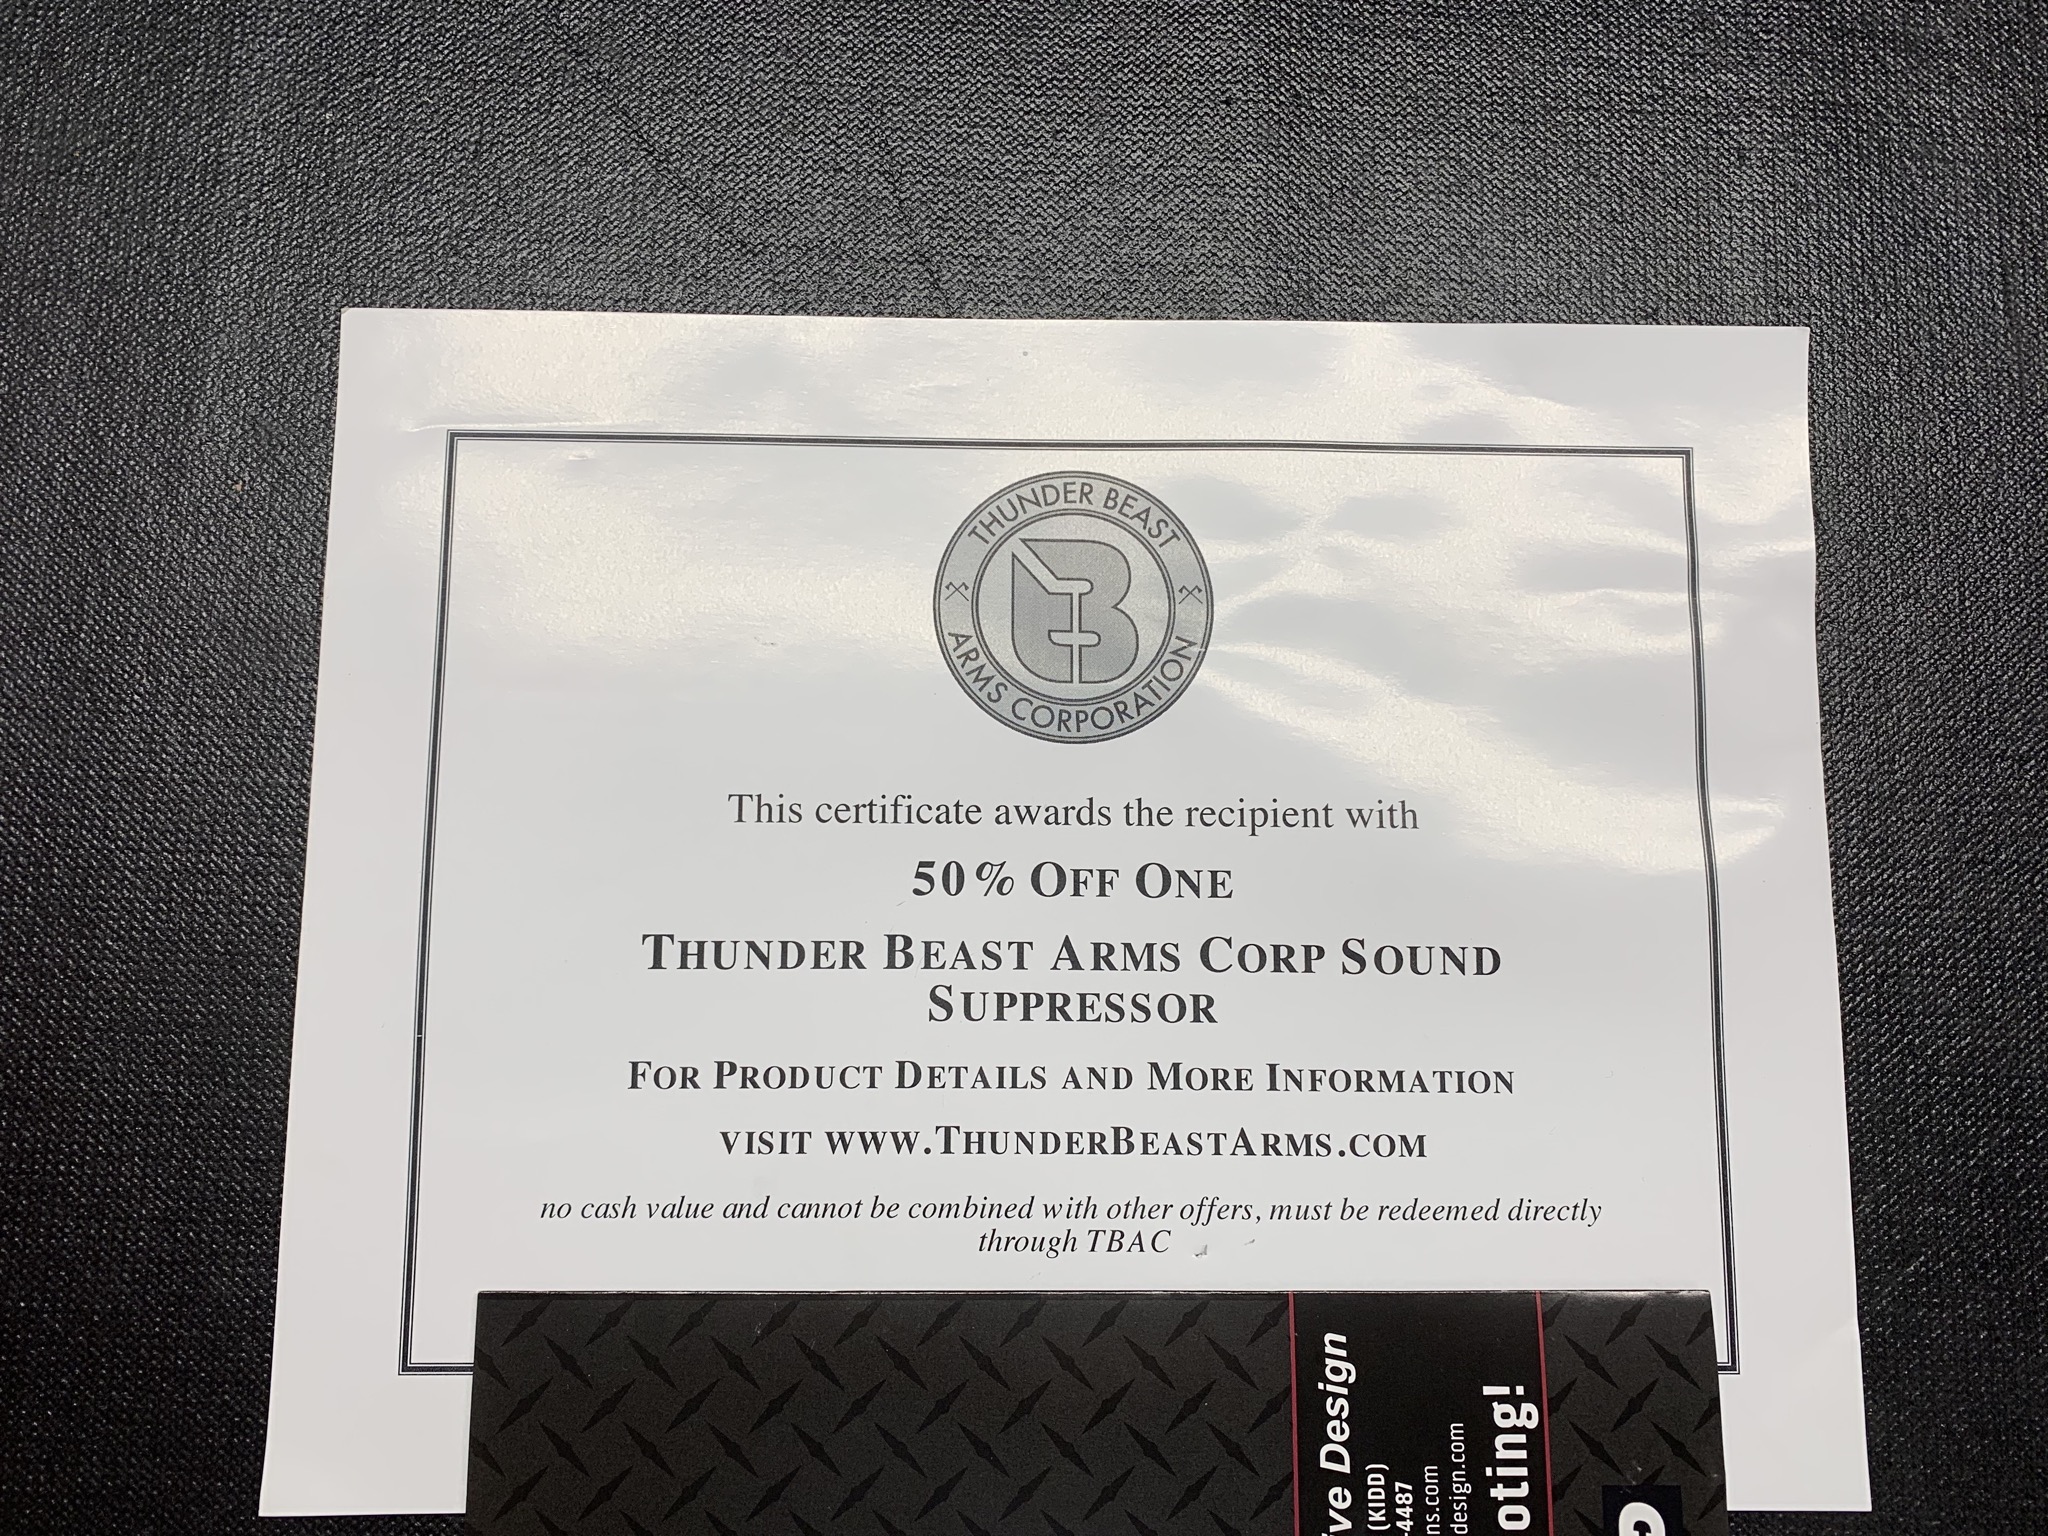 THUNDER BEAST
ARMS CORPORATION
This certificate awards the recipient with
50% OFF ONE
THUNDER BEAST ARMS CORP SOUND
SUPPRESSOR
FOR PRODUCT DETAILS AND MORE INFORMATION
VISIT WWW.THUNDERBEASTARMS.COM
no cash value and cannot be combined with other offers, must be redeemed directly
through TBAC
ve Design
(KIDD)
-4487
ns.com
design.com
oting!